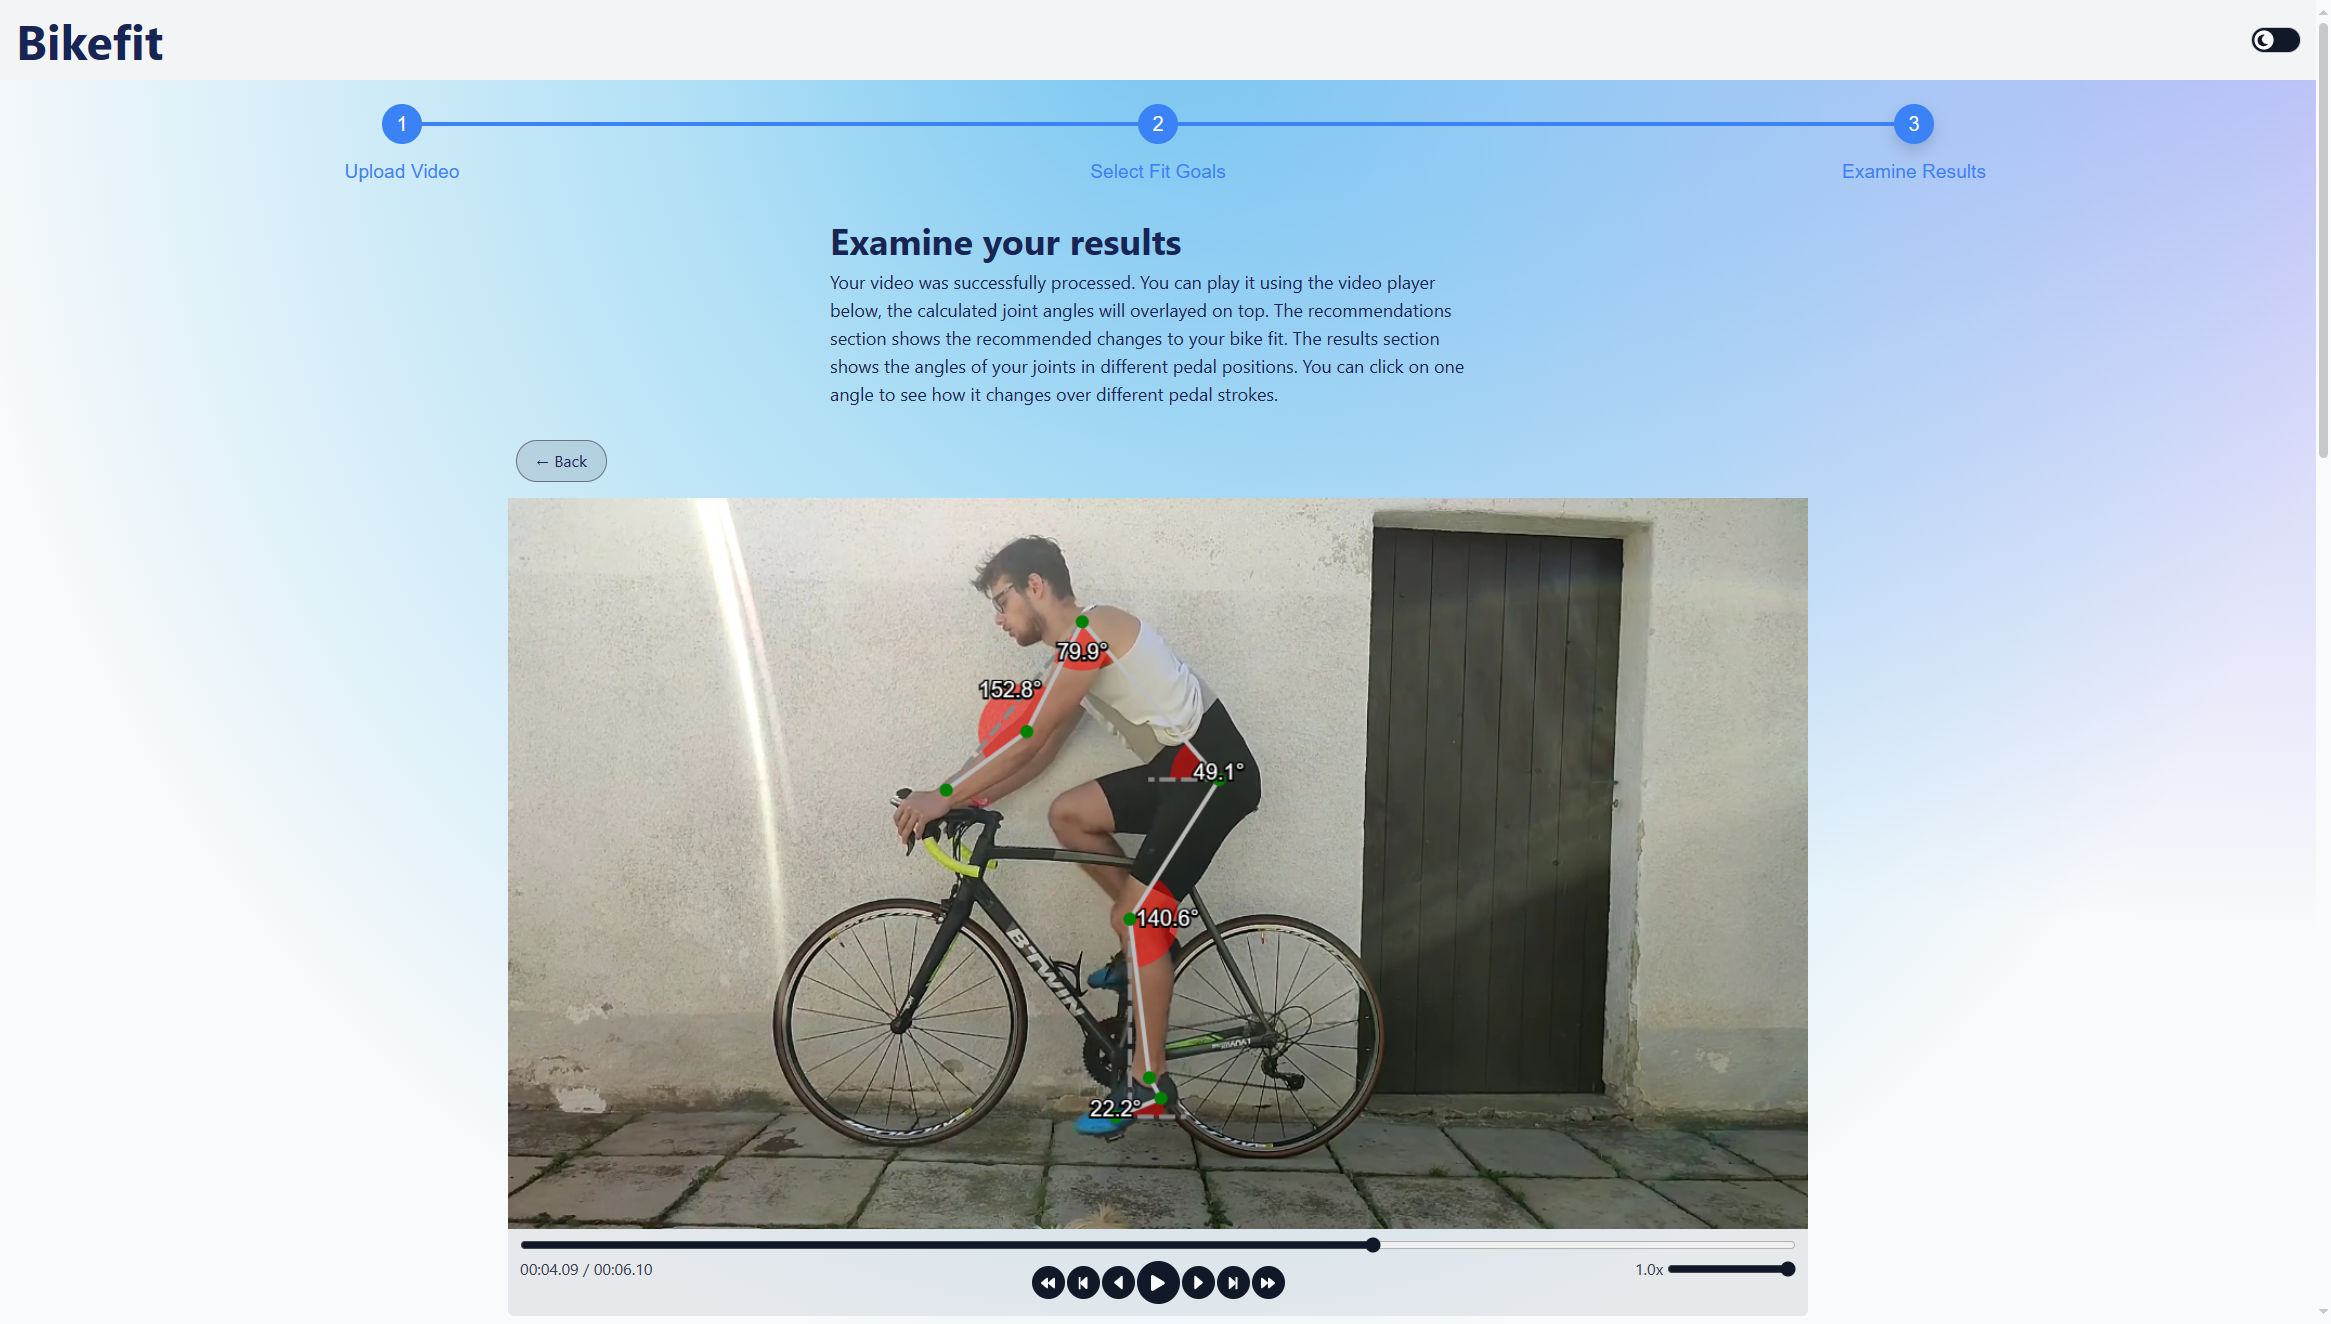 Bikefit
1
2
3
Upload Video
Select Fit Goals
Examine Results
Examine your results
Your video was successfully processed. You can play it using the video player
below, the calculated joint angles will overlayed on top. The recommendations
section shows the recommended changes to your bike fit. The results section
shows the angles of your joints in different pedal positions. You can click on one
angle to see how it changes over different pedal strokes.
← Back
79.9°
152.8°
49.1°
140.6°
BTWIN
22.2°
00:04.09 / 00:06.10
1.0x